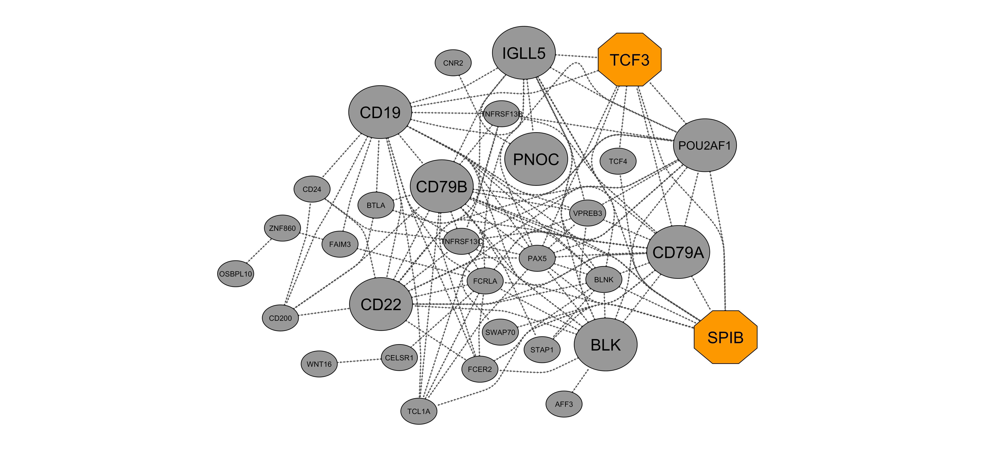 IGLL5
TCF3
CNR2
CD19
TNFRSF13B
POU2AF1
PNOC
TCF4
CD79B
CD24
BTLA
VPREB3
ZNF860
FAIM3
TNFRSF13C
CD79A
PAX5
OSBPL10
FCRLA
BLNK
CD22
CD200
SWAP70
SPIB
BLK
STAP1
CELSR1
WNT16
FCER2
AFF3
TCL1A